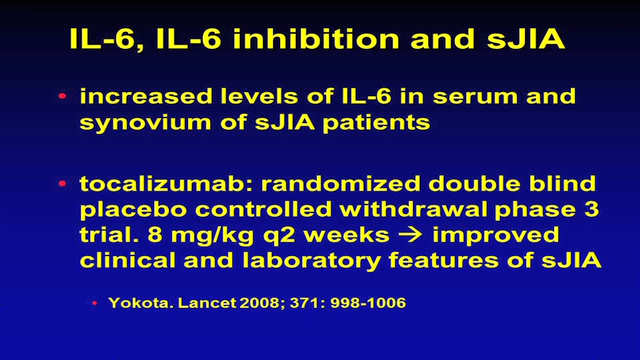 IL-6, IL-6 inhibition and sJIA
• increased levels of IL-6 in serum and
synovium of sJIA patients
• tocalizumab: randomized double blind
placebo controlled withdrawal phase 3
trial. 8 mg/kg q2 weeks → improved
clinical and laboratory features of sJIA
• Yokota. Lancet 2008; 371: 998-1006